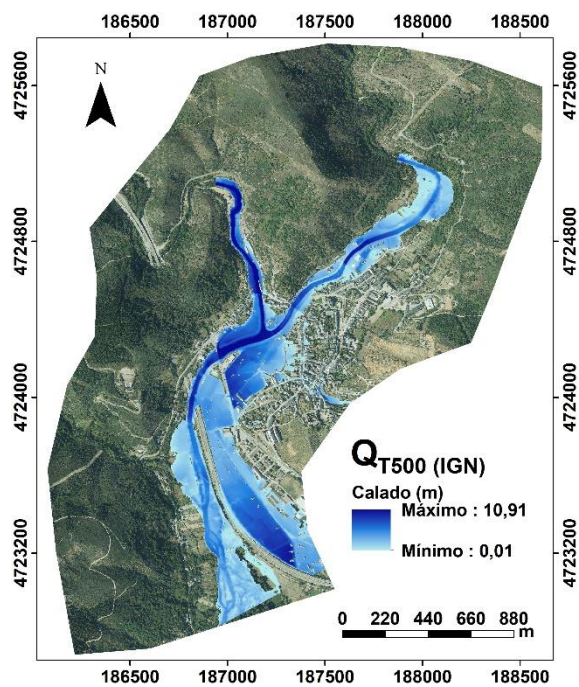 186500 187000 187500 188000 188500
4725600 4725600
N
4724800 4724800
4724000 4724000
QT500 (IGN)
Calado (m)
Máximo : 10,91
Mínimo : 0,01
4723200 4723200
0 220 440 660 880
m
186500 187000 187500 188000 188500